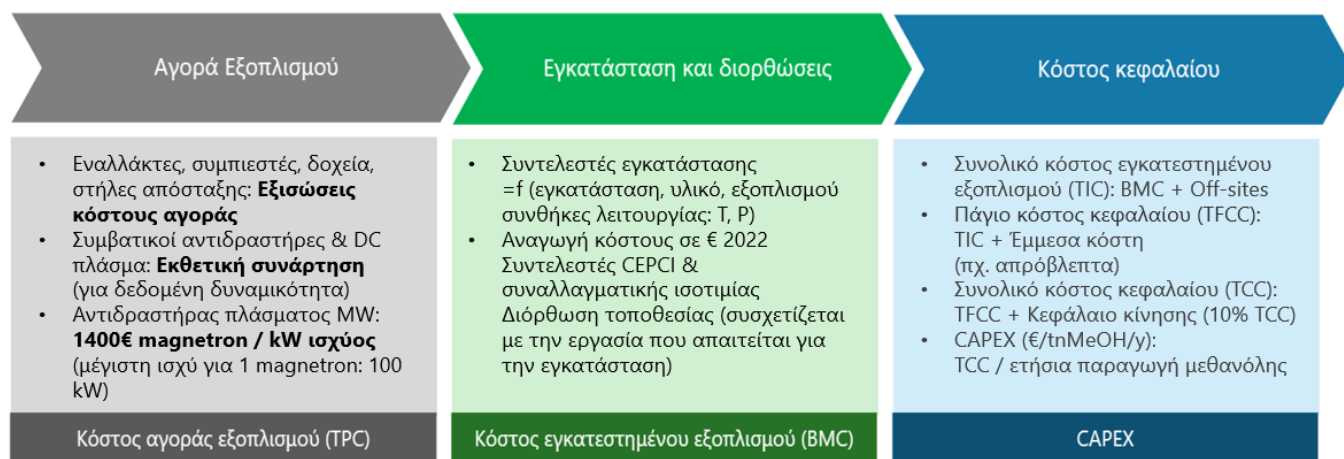 Αγορά Εξοπλισμού
Εγκατάσταση και διορθώσεις
Κόστος κεφαλαίου
• Εναλλάκτες, συμπιεστές, δοχεία,
στήλες απόσταξης: Εξισώσεις
κόστους αγοράς
• Συμβατικοί αντιδραστήρες & DC
πλάσμα: Εκθετική συνάρτηση
(για δεδομένη δυναμικότητα)
• Αντιδραστήρας πλάσματος MW:
1400€ magnetron / kW ισχύος
(μέγιστη ισχύ για 1 magnetron: 100
kW)
Κόστος αγοράς εξοπλισμού (TPC)
• Συντελεστές εγκατάστασης
=f (εγκατάσταση, υλικό, εξοπλισμού
συνθήκες λειτουργία: T, P)
• Αναγωγή κόστους σε € 2022
Συντελεστές CEPCI &
συναλλαγματικής ισοτιμίας
Διόρθωση τοποθεσίας (συσχετίζεται
με την εργασία που απαιτείται για
την εγκατάσταση)
Κόστος εγκατεστημένου εξοπλισμού (BMC)
• Συνολικό κόστος εγκατεστημένου
εξοπλισμού (TIC): BMC + Off-sites
• Πάγιο κόστος κεφαλαίου (TFCC):
TIC + Έμμεσα κόστη
(πχ. απρόβλεπτα)
• Συνολικό κόστος κεφαλαίου (TCC):
TFCC + Κεφάλαιο κίνησης (10% TCC)
• CAPEX (€/tnMeOH/y):
TCC / ετήσια παραγωγή μεθανόλης
CAPEX